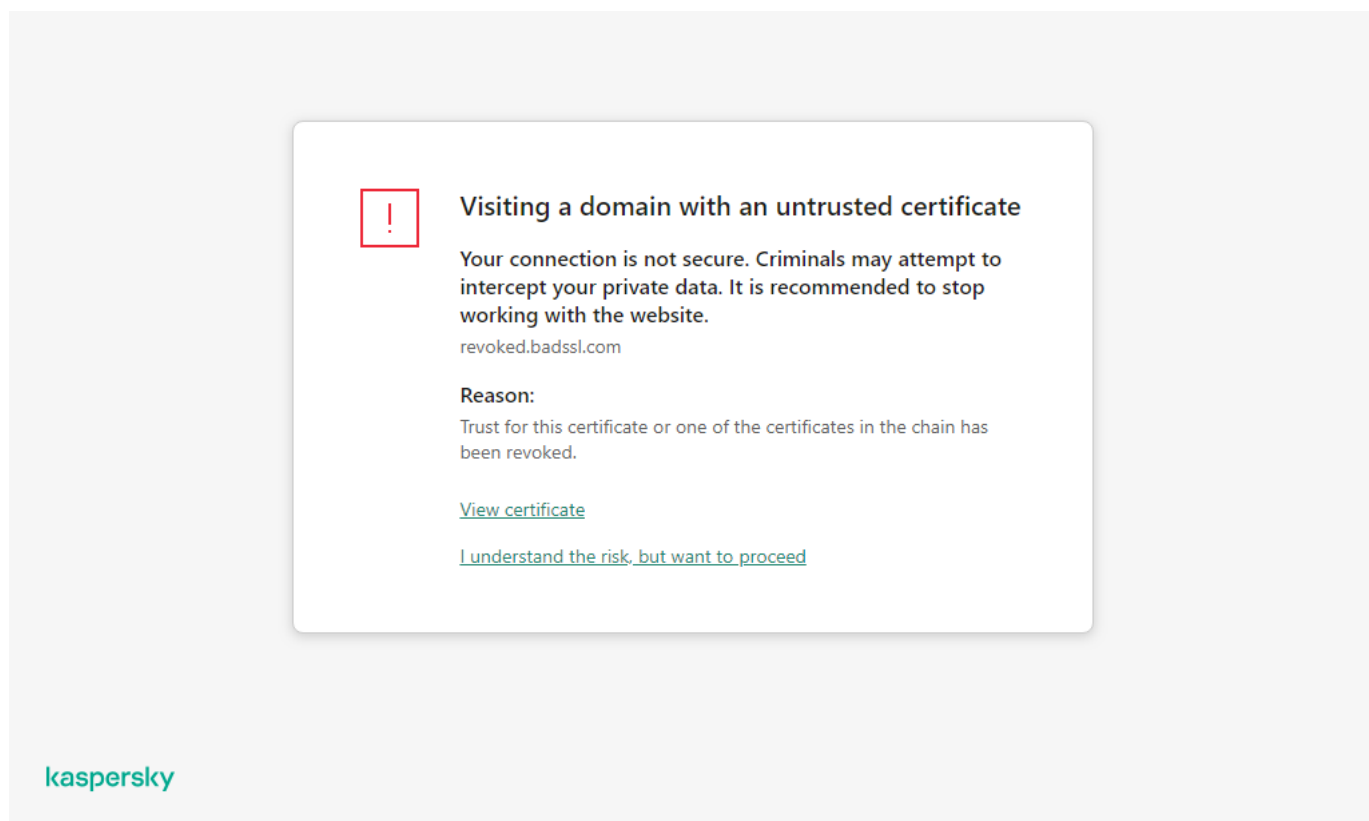 Visiting a domain with an untrusted certificate
Your connection is not secure. Criminals may attempt to
intercept your private data. It is recommended to stop
working with the website.
revoked.badssl.com
Reason:
Trust for this certificate or one of the certificates in the chain has
been revoked.
View certificate
I understand the risk, but want to proceed
kaspersky